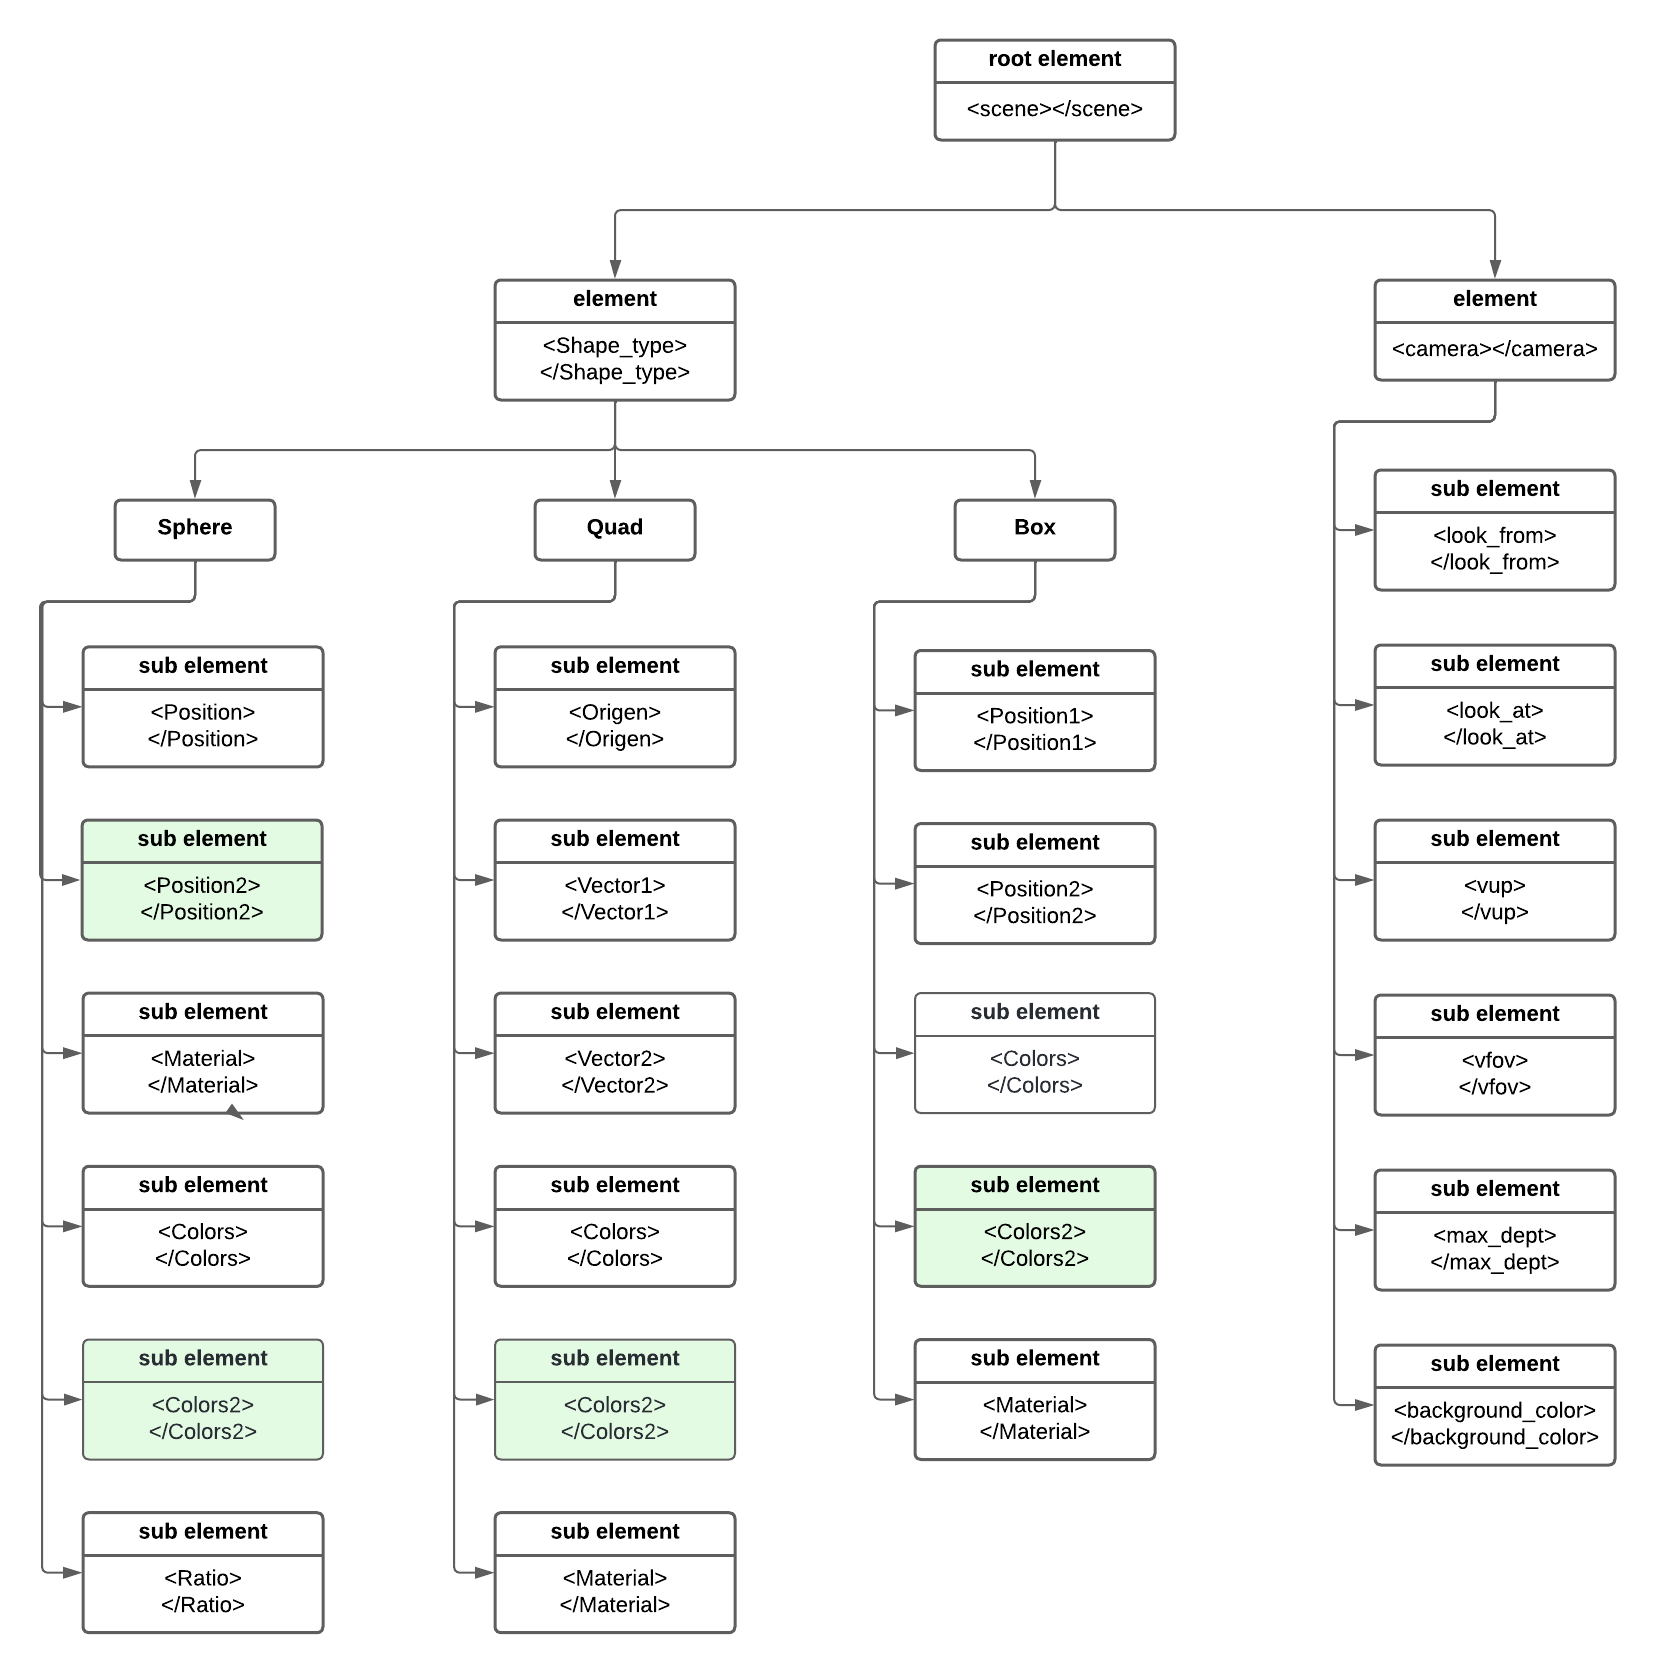 root element
<scene></scene>
element
<Shape_type>
</Shape_type>
element
<camera></camera>
Sphere
sub element
<Position>
</Position>
sub element
<Position2>
</Position2>
sub element
<Material>
</Material>
sub element
<Colors>
</Colors>
sub element
<Colors2>
</Colors2>
sub element
<Ratio>
</Ratio>
Quad
sub element
<Origen>
</Origen>
sub element
<Vector1>
</Vector1>
sub element
<Vector2>
</Vector2>
sub element
<Colors>
</Colors>
sub element
<Colors2>
</Colors2>
sub element
<Material>
</Material>
Box
sub element
<Position1>
</Position1>
sub element
<Position2>
</Position2>
sub element
<Colors>
</Colors>
sub element
<Colors2>
</Colors2>
sub element
<Material>
</Material>
sub element
<look_from>
</look_from>
sub element
<look_at>
</look_at>
sub element
<vup>
</vup>
sub element
<vfov>
</vfov>
sub element
<max_dept>
</max_dept>
sub element
<background_color>
</background_color>